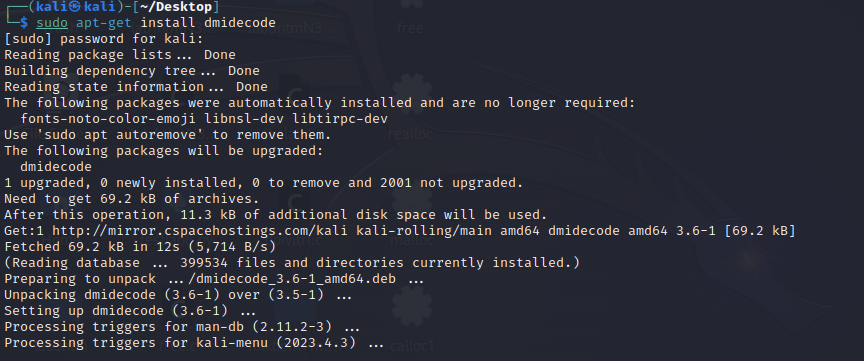 ┌──(kali㉿kali)-[~/Desktop]
└─$ sudo apt-get install dmidecode
[sudo] password for kali:
Reading package lists... Done
Building dependency tree... Done
Reading state information... Done
The following packages were automatically installed and are no longer required:
  fonts-noto-color-emoji libnsl-dev libtirpc-dev
Use 'sudo apt autoremove' to remove them.
The following packages will be upgraded:
  dmidecode
1 upgraded, 0 newly installed, 0 to remove and 2001 not upgraded.
Need to get 69.2 kB of archives.
After this operation, 11.3 kB of additional disk space will be used.
Get:1 http://mirror.cspacehostings.com/kali kali-rolling/main amd64 dmidecode amd64 3.6-1 [69.2 kB]
Fetched 69.2 kB in 12s (5,714 B/s)
(Reading database ... 399534 files and directories currently installed.)
Preparing to unpack .../dmidecode_3.6-1_amd64.deb ...
Unpacking dmidecode (3.6-1) over (3.5-1) ...
Setting up dmidecode (3.6-1) ...
Processing triggers for man-db (2.11.2-3) ...
Processing triggers for kali-menu (2023.4.3) ...
free
realloc
malloc
calloc1